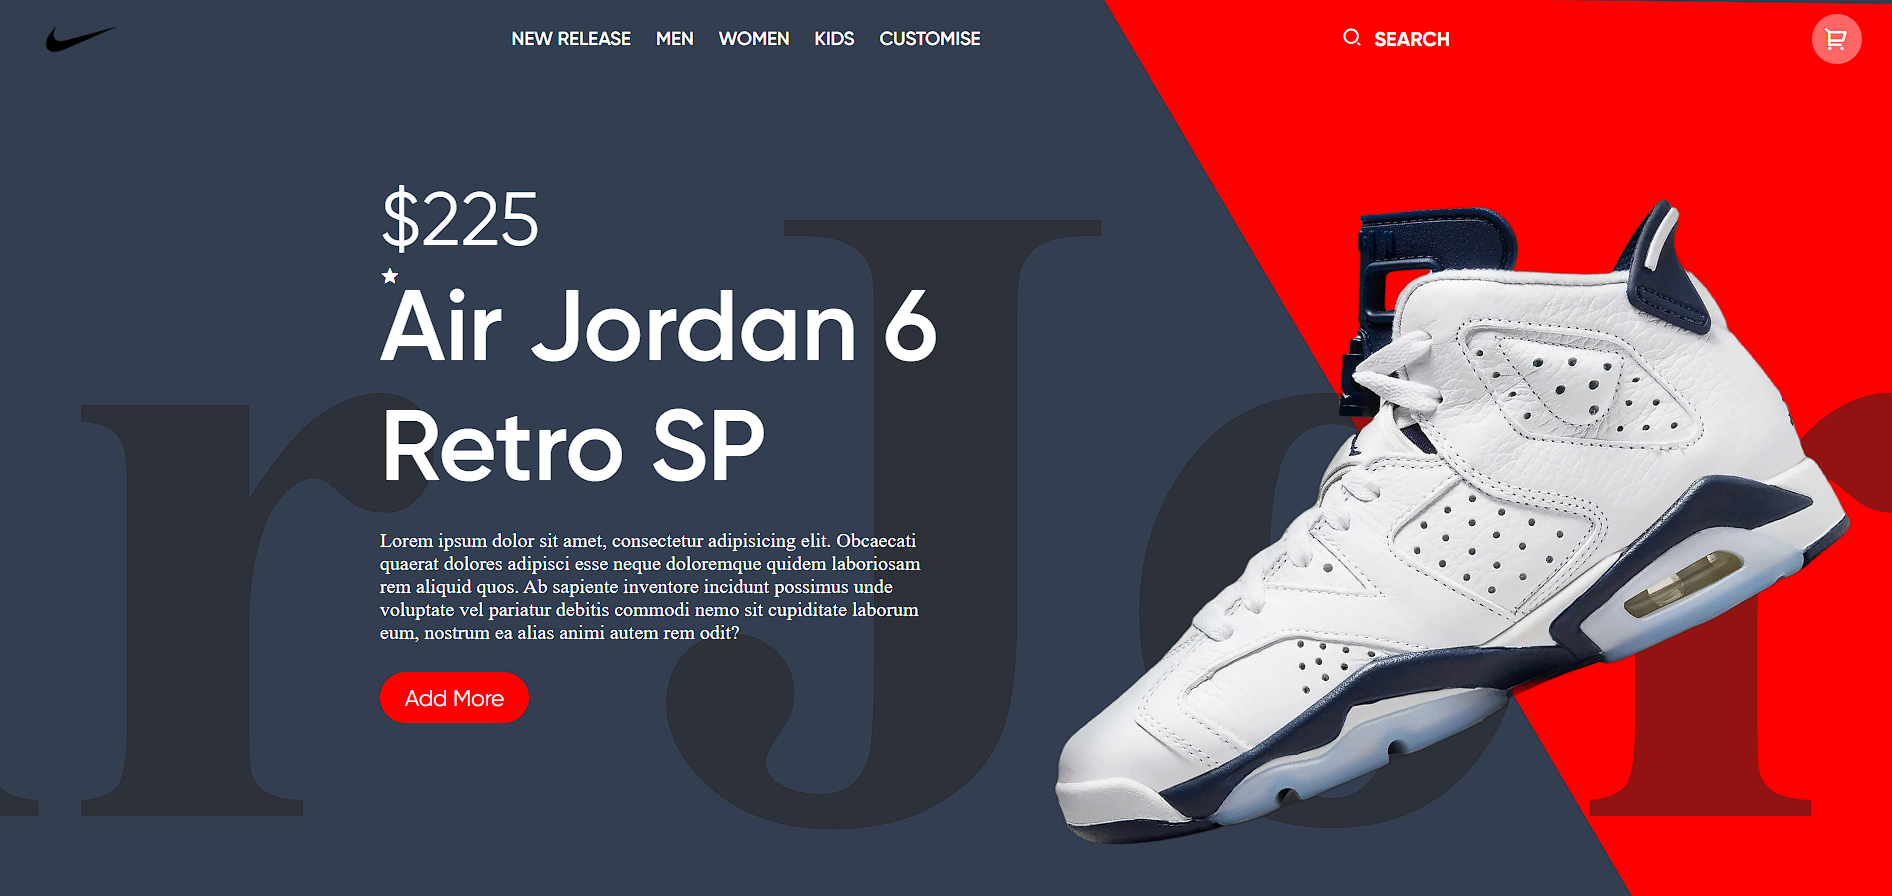 NEW RELEASE MEN WOMEN KIDS CUSTOMISE SEARCH
$225
Air Jordan 6
Retro SP
Lorem ipsum dolor sit amet, consectetur adipisicing elit. Obcaecati
quaerat dolores adipisci esse neque doloremque quidem laboriosam
rem aliquid quos. Ab sapiente inventore incidunt possimus unde
voluptate vel pariatur debitis commodi nemo sit cupiditate laborum
eum, nostrum ea alias animi autem rem odit?
Add More
r Jor